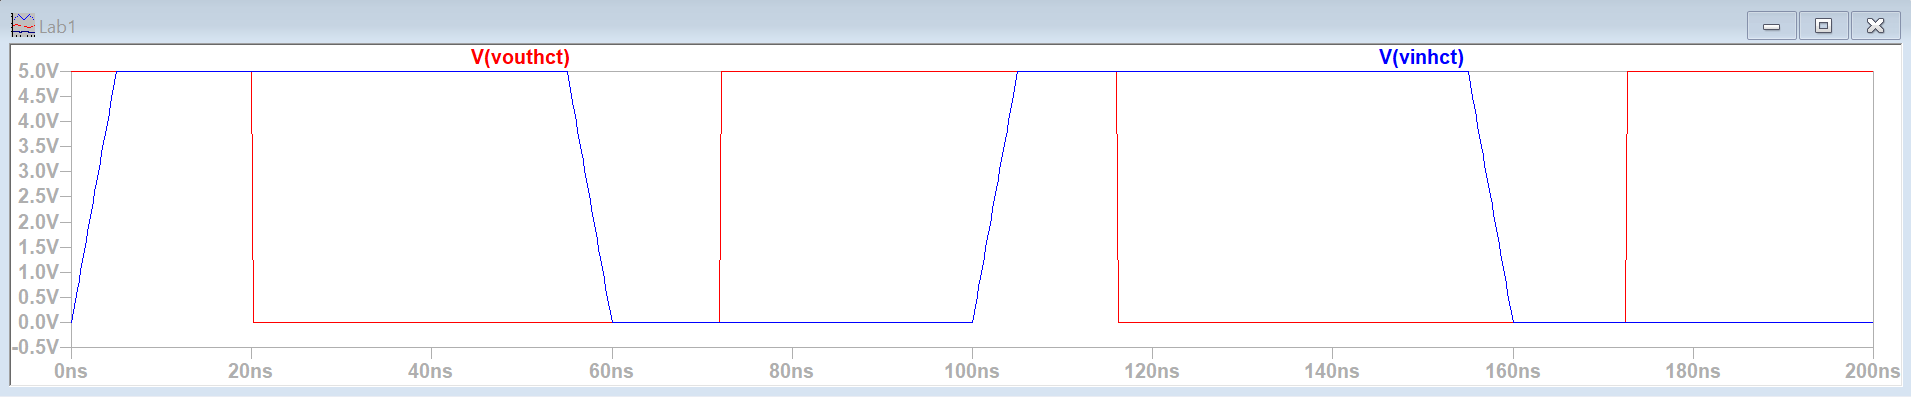 Lab1
V(vouthct) V(vinhct)
5.0V
4.5V
4.0V
3.5V
3.0V
2.5V
2.0V
1.5V
1.0V
0.5V
0.0V
-0.5V
0ns 20ns 40ns 60ns 80ns 100ns 120ns 140ns 160ns 180ns 200ns